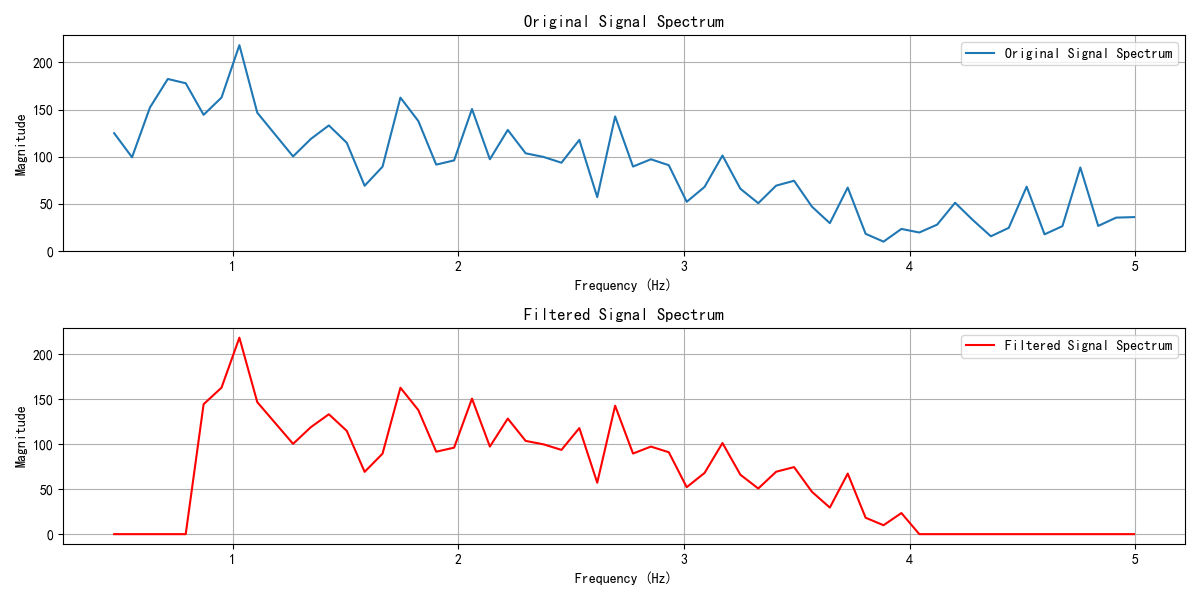 Original Signal Spectrum
Original Signal Spectrum
Magnitude
200
150
100
50
0
1 2 3 4 5
Frequency (Hz)
Filtered Signal Spectrum
Filtered Signal Spectrum
Magnitude
200
150
100
50
0
1 2 3 4 5
Frequency (Hz)